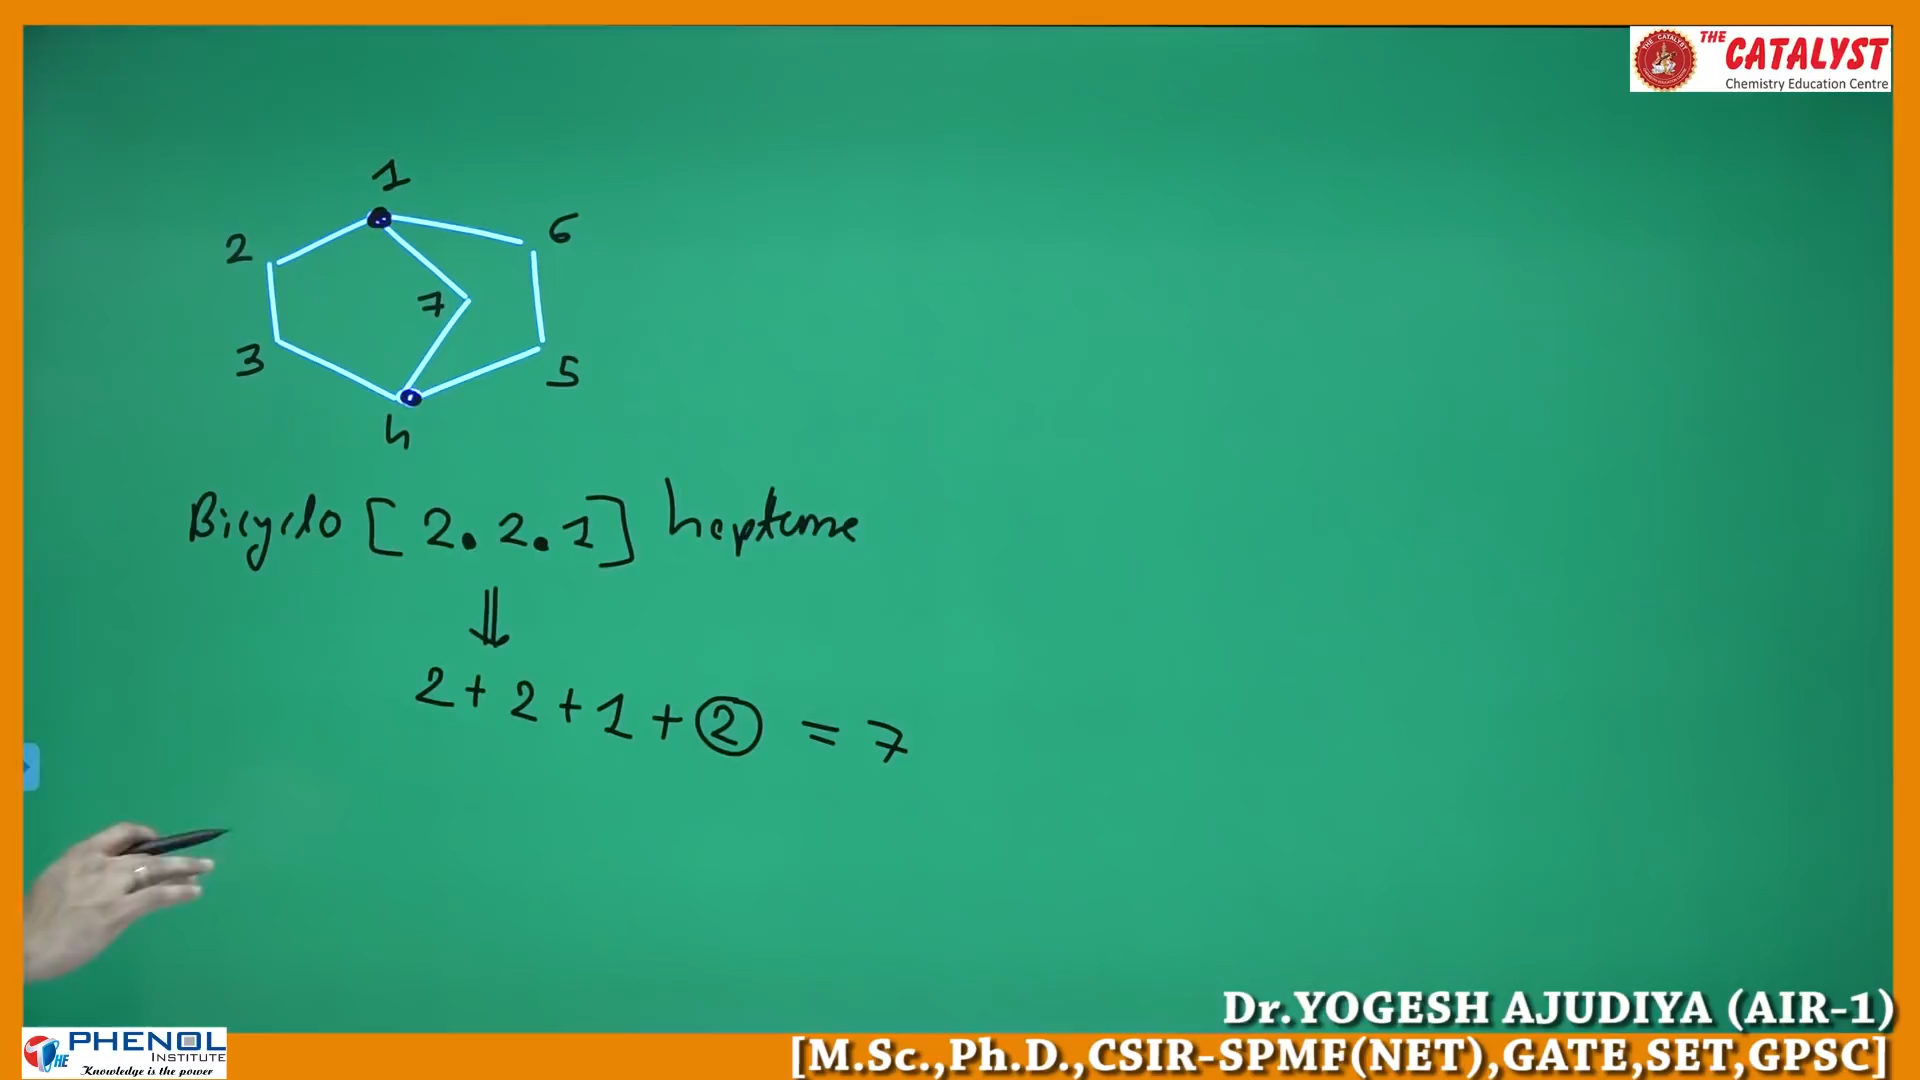 THE CATALYST
Chemistry Education Centre
1
2
6
7
3
5
4
Bicyclo [2.2.1] heptane
⇓
2+2+1+2 = 7
Dr.YOGESH AJUDIYA (AIR-1)
[M.Sc.,Ph.D.,CSIR-SPMF(NET),GATE,SET,GPSC]
THE PHENOL
INSTITUTE
Knowledge is the power